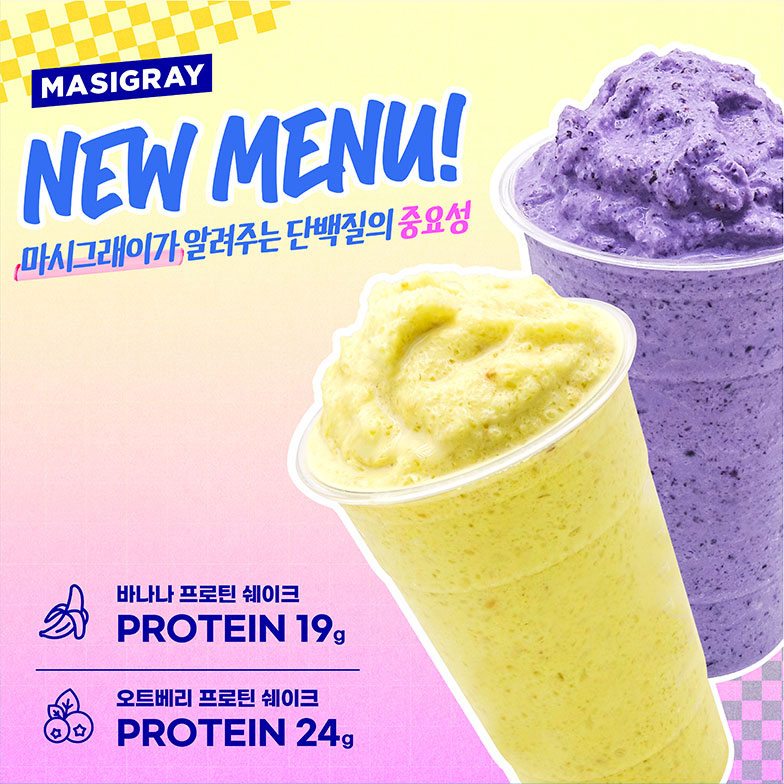 MASIGRAY
NEW MENU!
마시그래이가 알려주는 단백질의 중요성
바나나 프로틴 쉐이크
PROTEIN 19g
오트베리 프로틴 쉐이크
PROTEIN 24g